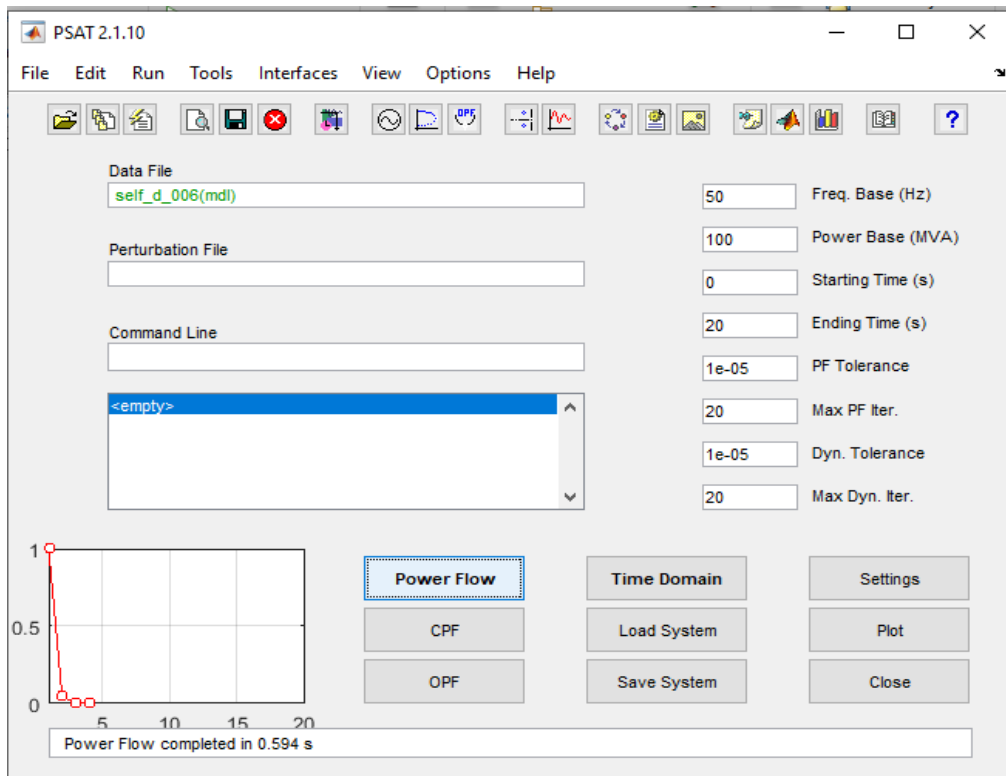 PSAT 2.1.10
File Edit Run Tools Interfaces View Options Help
OPF
?
Data File
self_d_006(mdl)
Perturbation File
Command Line
<empty>
50 Freq. Base (Hz)
100 Power Base (MVA)
0 Starting Time (s)
20 Ending Time (s)
1e-05 PF Tolerance
20 Max PF Iter.
1e-05 Dyn. Tolerance
20 Max Dyn. Iter.
1
0.5
0
5 10 15 20
Power Flow Time Domain Settings
CPF Load System Plot
OPF Save System Close
Power Flow completed in 0.594 s